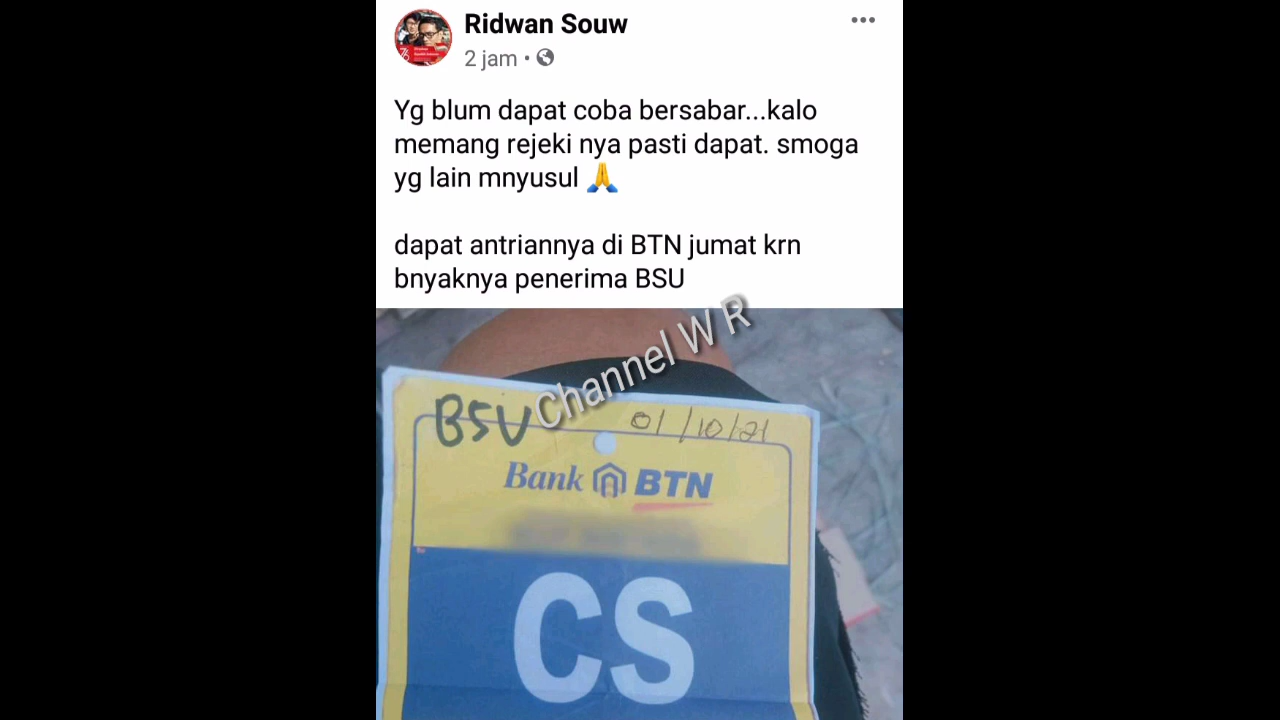 Ridwan Souw
2 jam
Yg blum dapat coba bersabar...kalo
memang rejeki nya pasti dapat. smoga
yg lain mnyusul 🙏
dapat antriannya di BTN jumat krn
bnyaknya penerima BSU
Channel W R
BSU 01/10/21
Bank BTN
CS